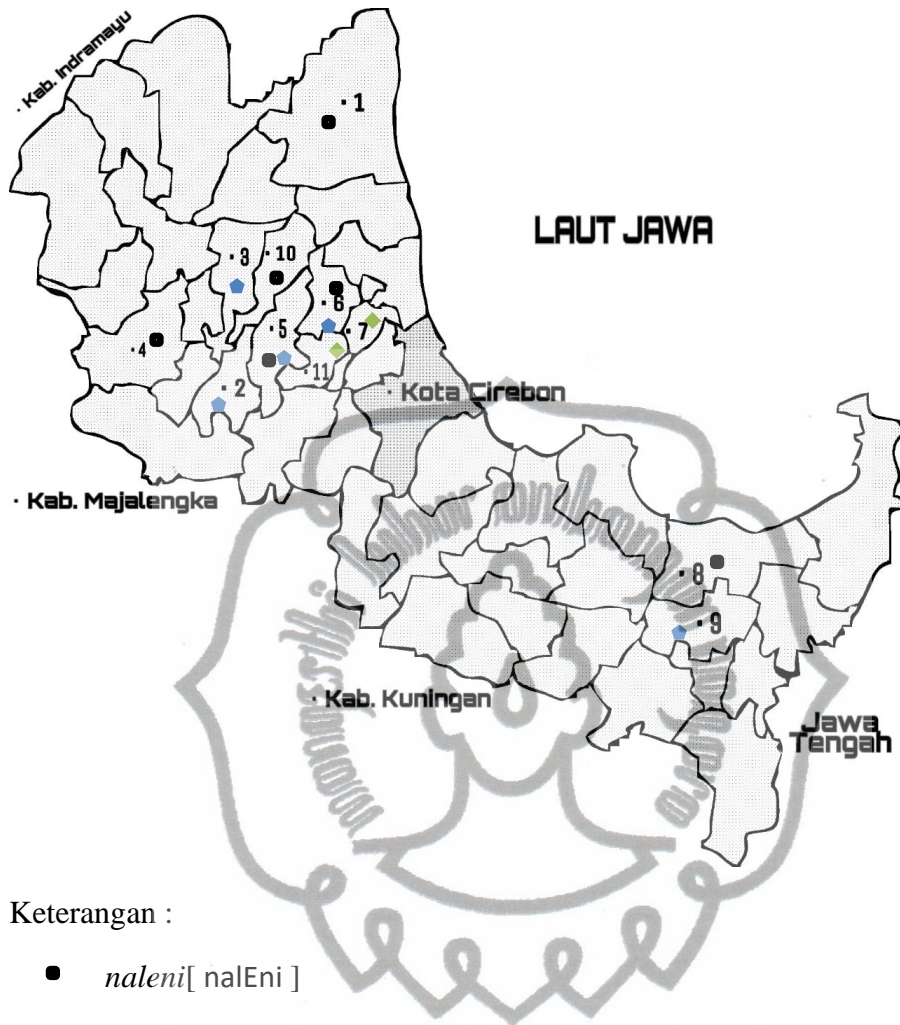 · Kab. Indramayu
· 1
LAUT JAWA
· 3
· 10
· 6
· 5
· 7
· 4
· 11
· 2
· Kota Cirebon
· Kab. Majalengka
· 8
· 9
· Kab. Kuningan
Jawa
Tengah
Keterangan :
naleni[ nalEni ]